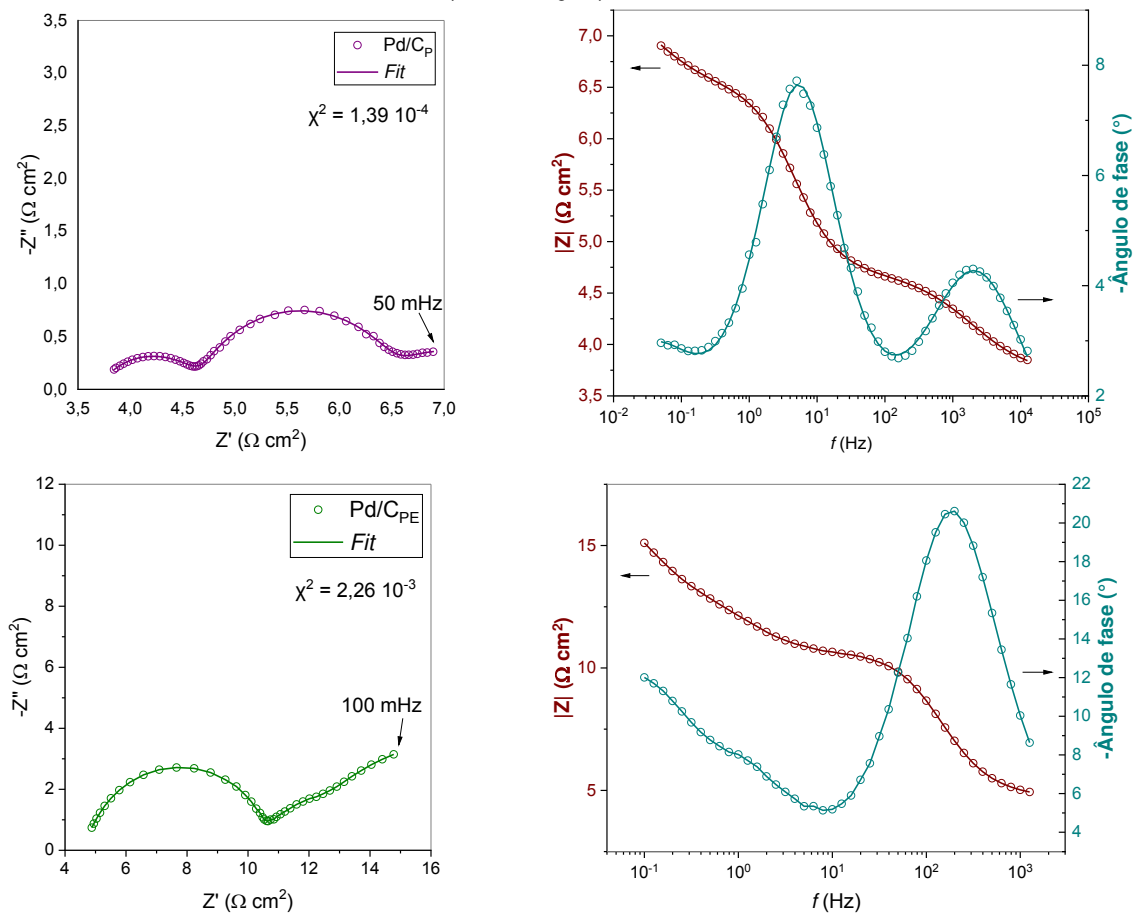 3,5
3,0
2,5
2,0
1,5
1,0
0,5
0,0
-Z" (Ω cm²)
Pd/C_P
Fit
χ² = 1,39 10⁻⁴
50 mHz
3,5 4,0 4,5 5,0 5,5 6,0 6,5 7,0
Z' (Ω cm²)
7,0
6,5
6,0
5,5
5,0
4,5
4,0
3,5
|Z| (Ω cm²)
8
6
4
2
-Ângulo de fase (°)
10⁻² 10⁻¹ 10⁰ 10¹ 10² 10³ 10⁴ 10⁵
f (Hz)
12
10
8
6
4
2
0
-Z" (Ω cm²)
Pd/C_PE
Fit
χ² = 2,26 10⁻³
100 mHz
4 6 8 10 12 14 16
Z' (Ω cm²)
15
10
5
|Z| (Ω cm²)
22
20
18
16
14
12
10
8
6
4
-Ângulo de fase (°)
10⁻¹ 10⁰ 10¹ 10² 10³
f (Hz)